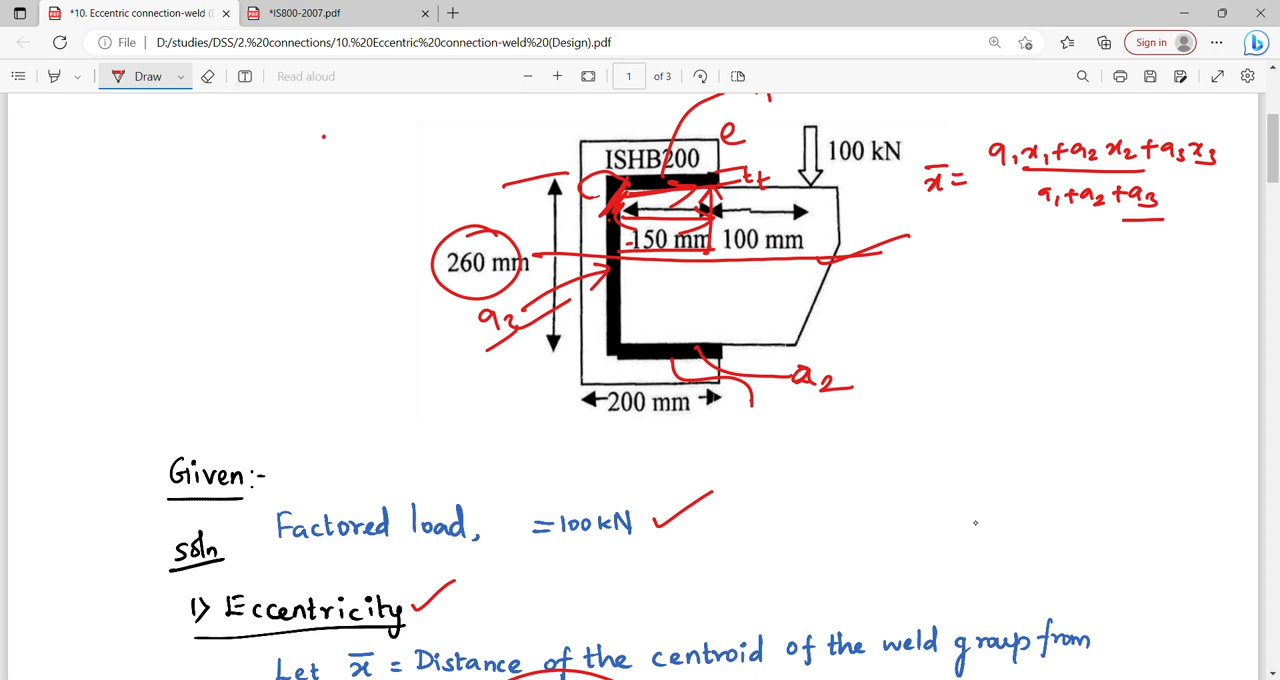 *10. Eccentric connection-weld (
*IS800-2007.pdf
File
D:/studies/DSS/2.%20connections/10.%20Eccentric%20connection-weld%20(Design).pdf
Sign in
Draw
Read aloud
1
of 3
e
ISHB200
100 kN
tt
x̄ = a₁x₁+a₂x₂+a₃x₃
a₁+a₂+a₃
150 mm
100 mm
260 mm
a₂
a₂
200 mm
Given:-
Factored load, =100KN
Soln
1) Eccentricity
Let x̄ = Distance of the centroid of the weld group from